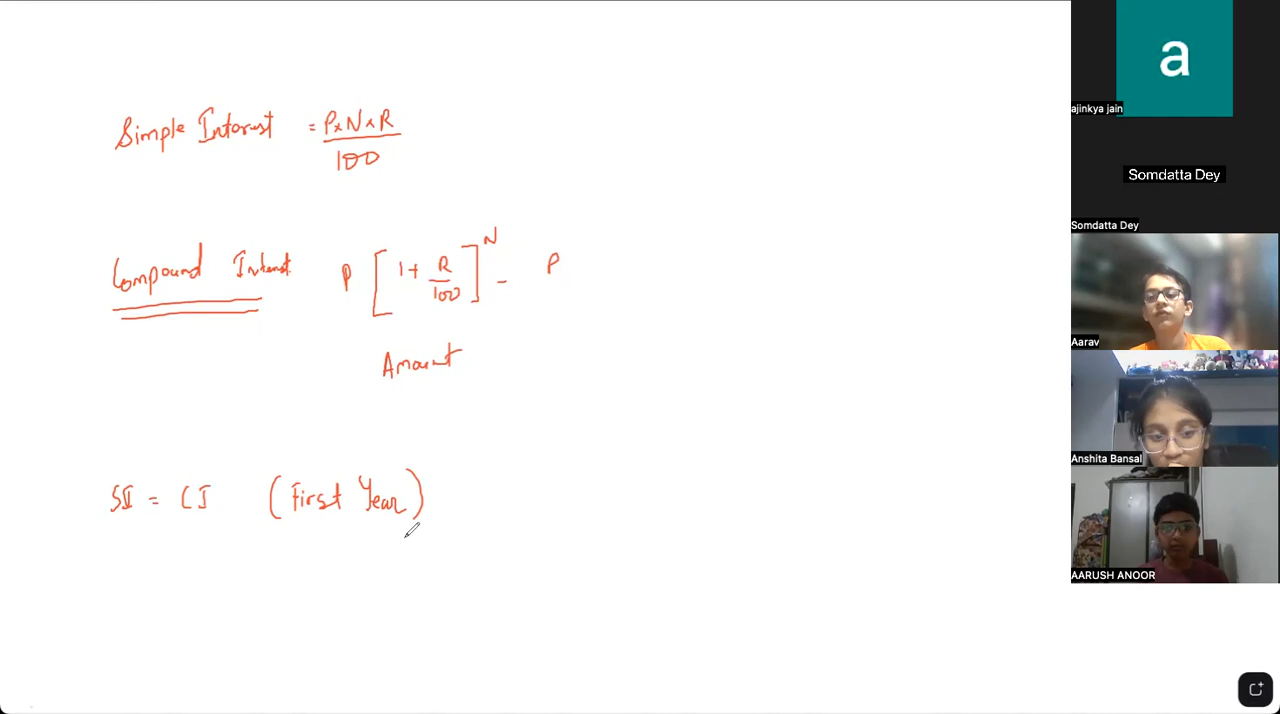 Simple Interest = P×N×R
100
Compound Interest P [ 1 + R/100 ]^N - P
Amount
SI = CI (First Year)
a
ajinkya jain
Somdatta Dey
Somdatta Dey
Aarav
Anshita Bansal
AARUSH ANOOR